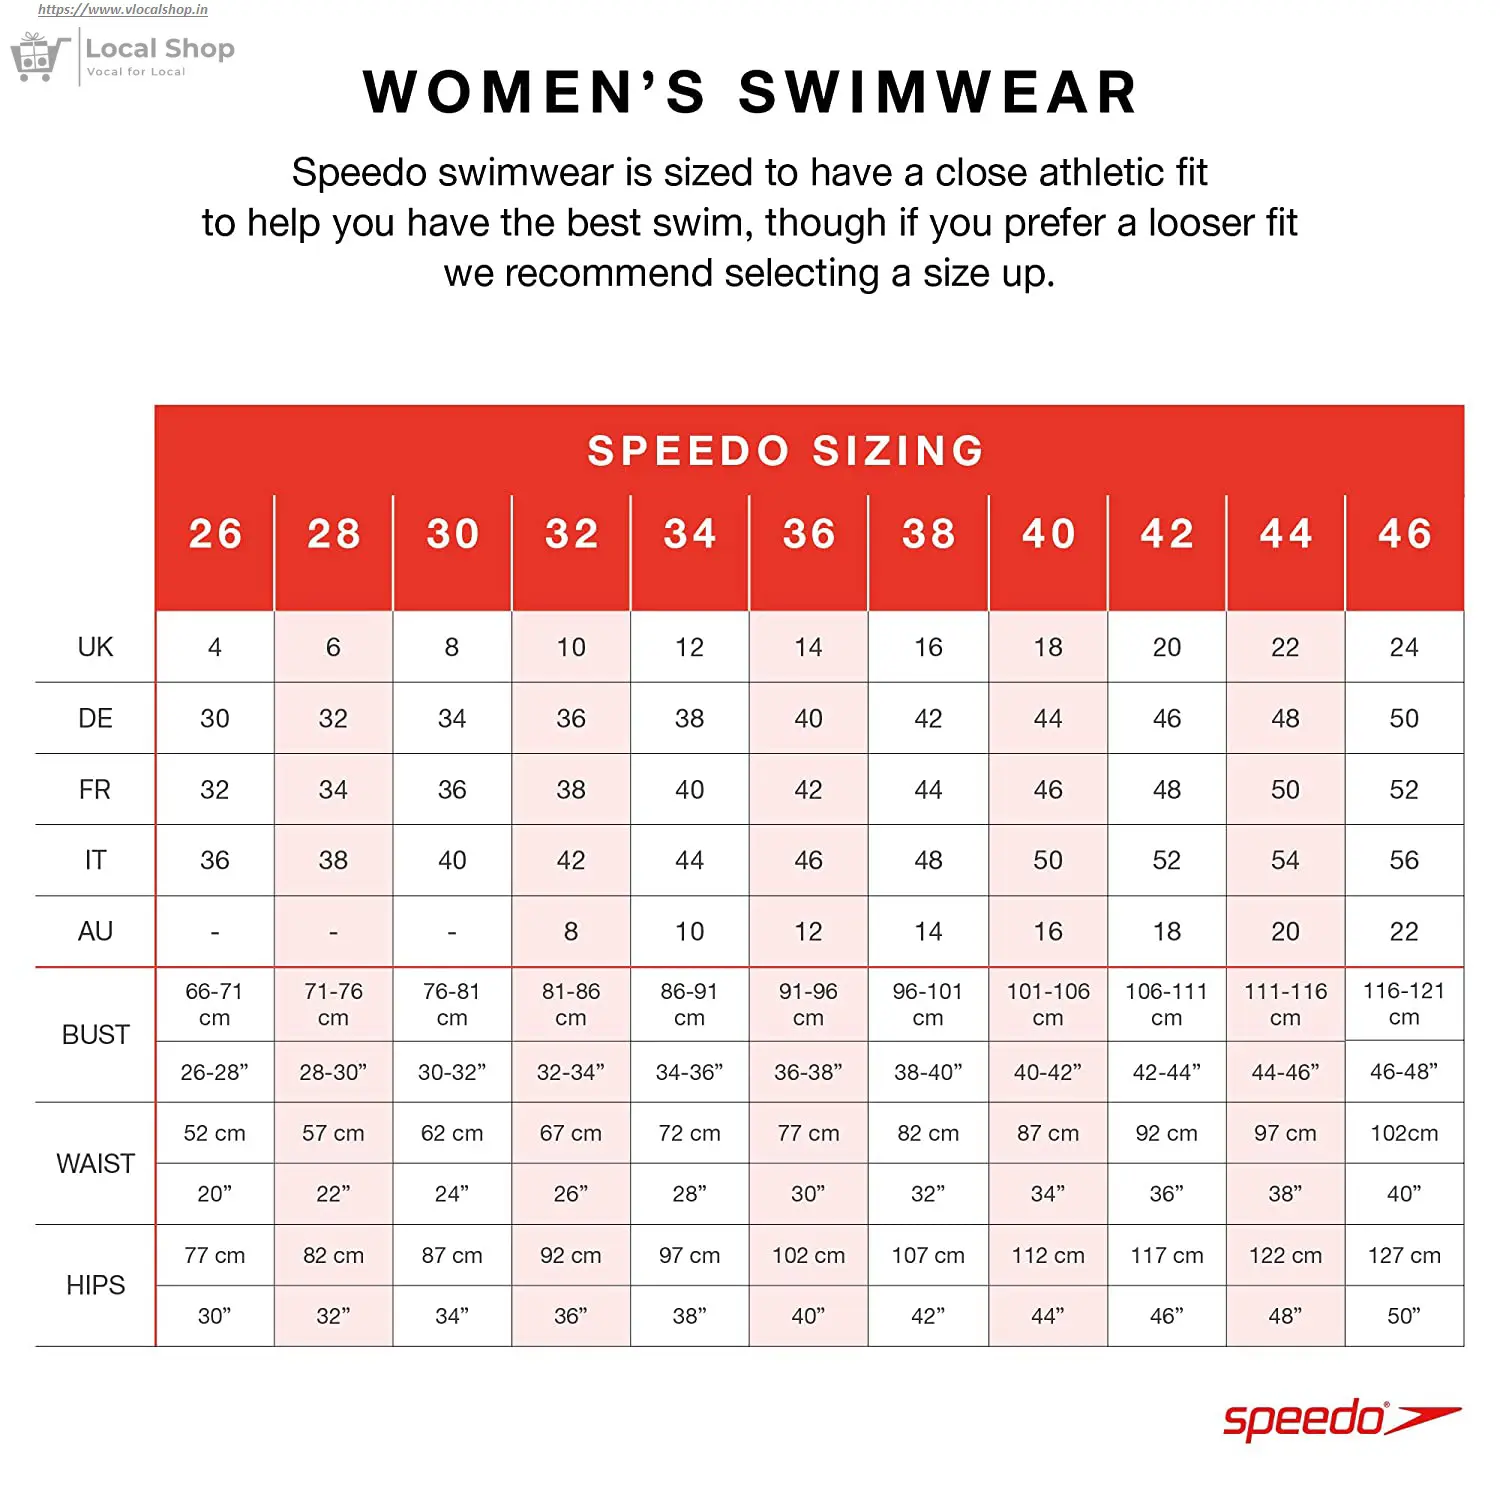 https://www.vlocalshop.in
Local Shop
Vocal for Local
WOMEN’S SWIMWEAR
Speedo swimwear is sized to have a close athletic fit
to help you have the best swim, though if you prefer a looser fit
we recommend selecting a size up.
SPEEDO SIZING
26 28 30 32 34 36 38 40 42 44 46
UK 4 6 8 10 12 14 16 18 20 22 24
DE 30 32 34 36 38 40 42 44 46 48 50
FR 32 34 36 38 40 42 44 46 48 50 52
IT 36 38 40 42 44 46 48 50 52 54 56
AU - - - 8 10 12 14 16 18 20 22
BUST
66-71 71-76 76-81 81-86 86-91 91-96 96-101 101-106 106-111 111-116 116-121
cm cm cm cm cm cm cm cm cm cm cm
26-28” 28-30” 30-32” 32-34” 34-36” 36-38” 38-40” 40-42” 42-44” 44-46” 46-48”
WAIST
52 cm 57 cm 62 cm 67 cm 72 cm 77 cm 82 cm 87 cm 92 cm 97 cm 102cm
20” 22” 24” 26” 28” 30” 32” 34” 36” 38” 40”
HIPS
77 cm 82 cm 87 cm 92 cm 97 cm 102 cm 107 cm 112 cm 117 cm 122 cm 127 cm
30” 32” 34” 36” 38” 40” 42” 44” 46” 48” 50”
speedo®